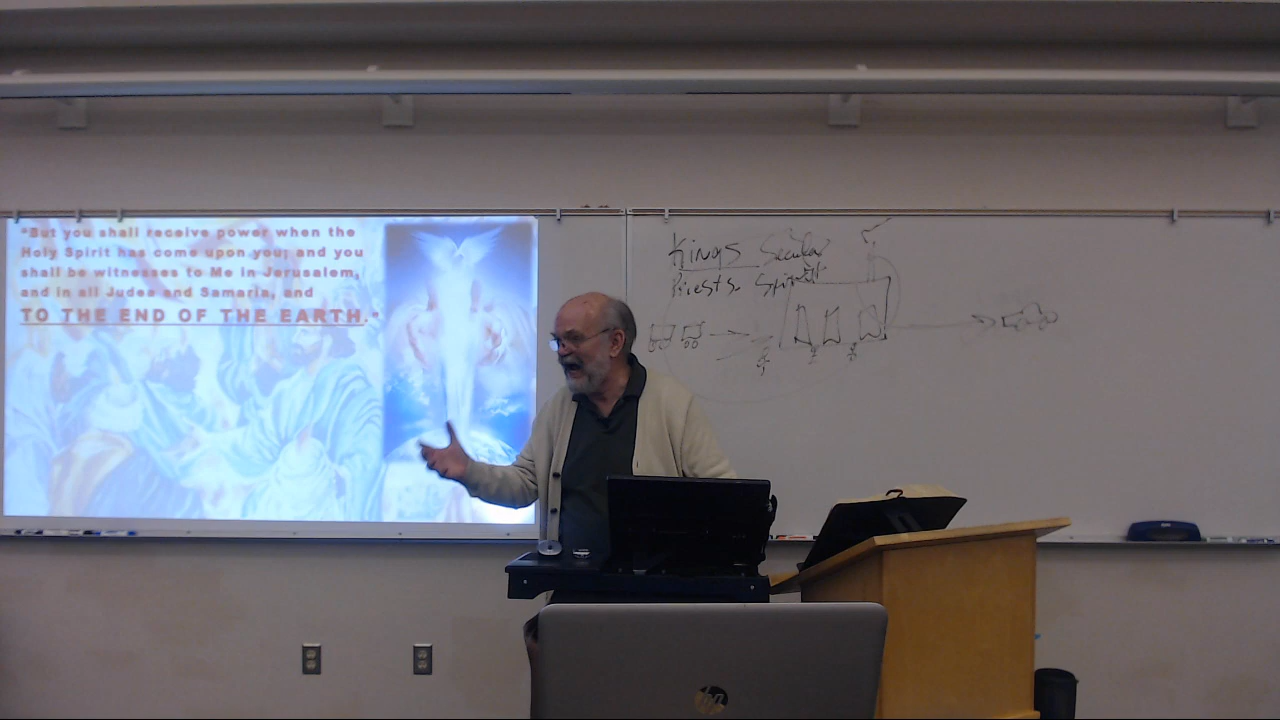 "But you shall receive power when the
Holy Spirit has come upon you; and you
shall be witnesses to Me in Jerusalem,
and in all Judea and Samaria, and
TO THE END OF THE EARTH."
Kings Secular
Priests
hp